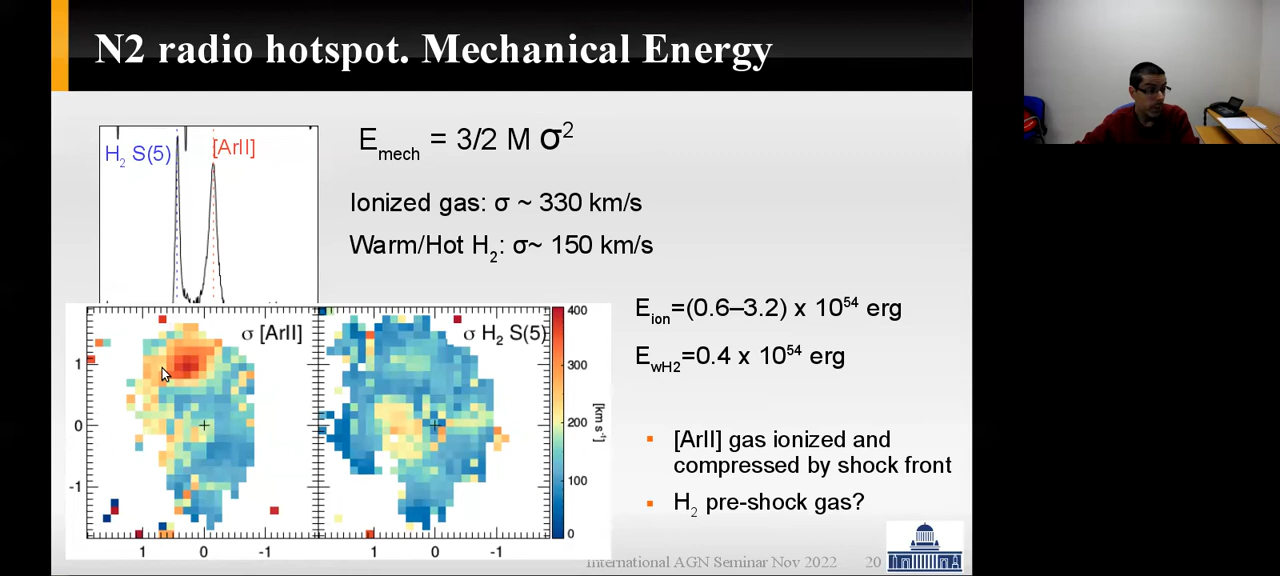 N2 radio hotspot. Mechanical Energy
H2 S(5)
[ArII]
Emech = 3/2 M σ²
Ionized gas: σ ~ 330 km/s
Warm/Hot H2: σ~ 150 km/s
Eion=(0.6–3.2) x 10⁵⁴ erg
EwH2=0.4 x 10⁵⁴ erg
σ [ArII]
σ H2 S(5)
400
300
200
100
0
[km s⁻¹]
1
0
-1
1 0 -1
1 0 -1
[ArII] gas ionized and
compressed by shock front
H2 pre-shock gas?
International AGN Seminar Nov 2022 20